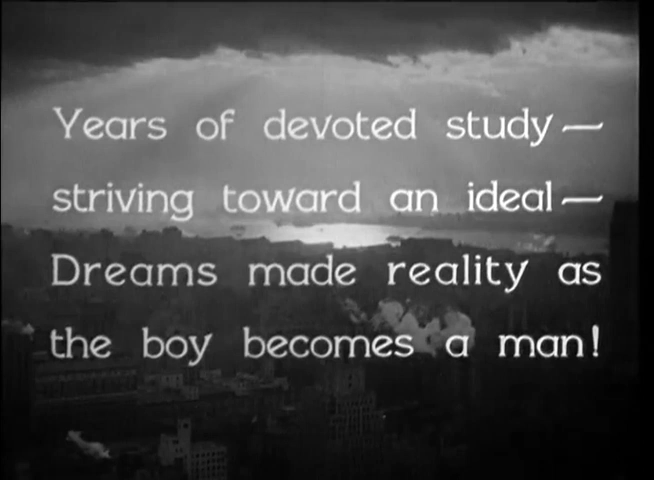 Years of devoted study—
striving toward an ideal—
Dreams made reality as
the boy becomes a man!